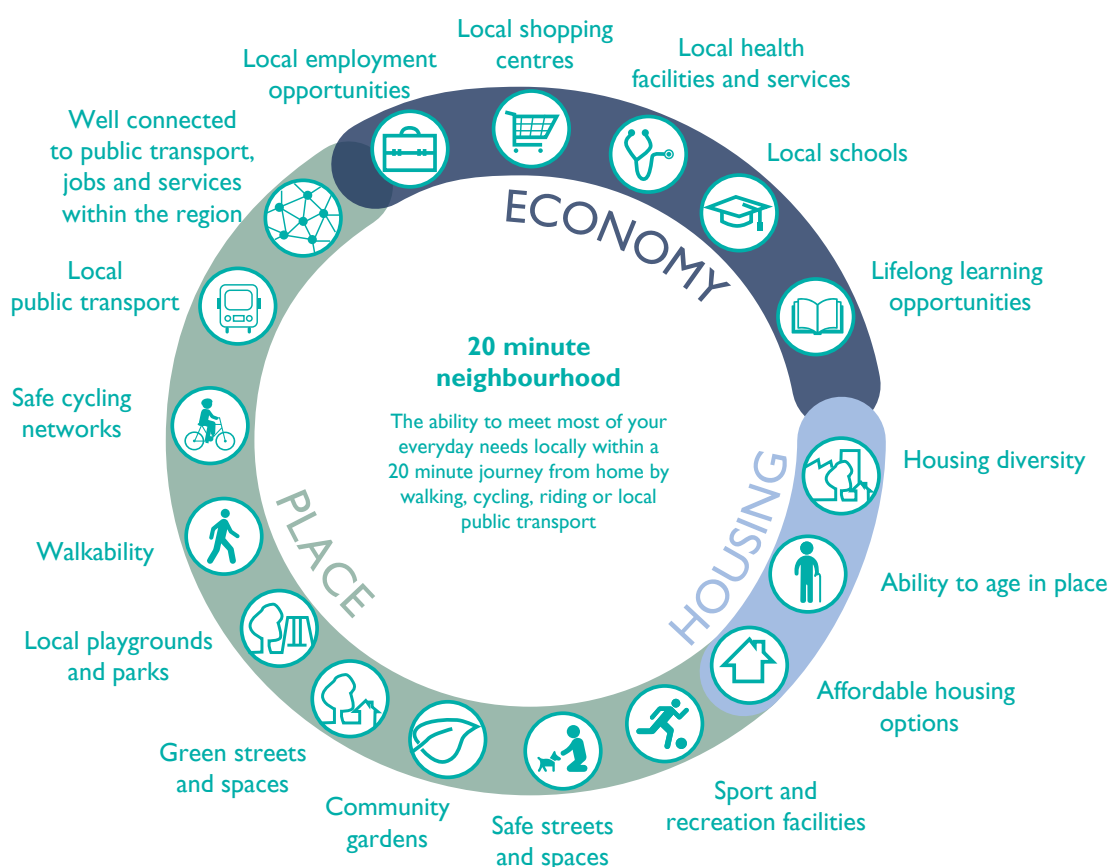 Local shopping
centres
Local health
facilities and services
Local schools
Lifelong learning
opportunities
Housing diversity
Ability to age in place
Affordable housing
options
Sport and
recreation facilities
Safe streets
and spaces
Community
gardens
Green streets
and spaces
Local playgrounds
and parks
Walkability
Safe cycling
networks
Local
public transport
Well connected
to public transport,
jobs and services
within the region
Local employment
opportunities
ECONOMY
HOUSING
PLACE
20 minute
neighbourhood
The ability to meet most of your
everyday needs locally within a
20 minute journey from home by
walking, cycling, riding or local
public transport